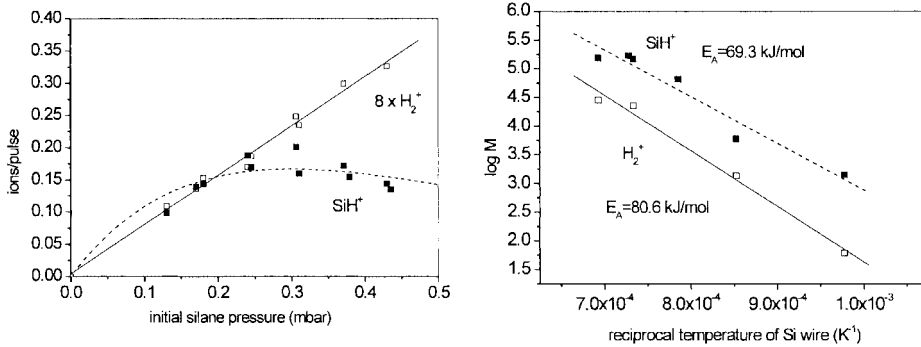 0.40
0.35
0.30
0.25
0.20
0.15
0.10
0.05
0.00
ions/pulse
8 x H₂⁺
SiH⁺
0.0 0.1 0.2 0.3 0.4 0.5
initial silane pressure (mbar)
6.0
5.5
5.0
4.5
4.0
3.5
3.0
2.5
2.0
1.5
log M
SiH⁺
E_A=69.3 kJ/mol
H₂⁺
E_A=80.6 kJ/mol
7.0x10⁻⁴ 8.0x10⁻⁴ 9.0x10⁻⁴ 1.0x10⁻³
reciprocal temperature of Si wire (K⁻¹)